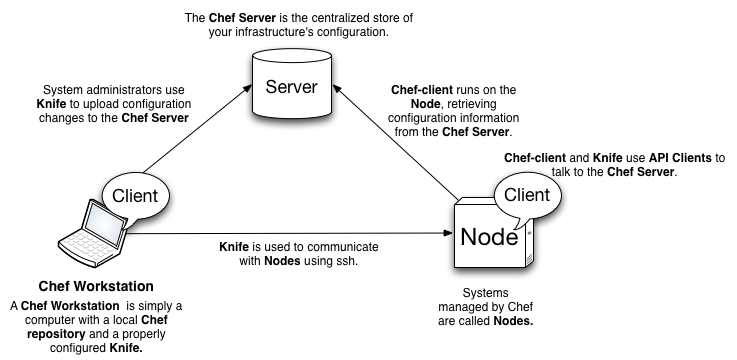 The Chef Server is the centralized store of
your infrastructure's configuration.
Server
System administrators use
Knife to upload configuration
changes to the Chef Server
Chef-client runs on the
Node, retrieving
configuration information
from the Chef Server.
Chef-client and Knife use API Clients to
talk to the Chef Server.
Client
Client
Node
Knife is used to communicate
with Nodes using ssh.
Chef Workstation
A Chef Workstation is simply a
computer with a local Chef
repository and a properly
configured Knife.
Systems
managed by Chef
are called Nodes.